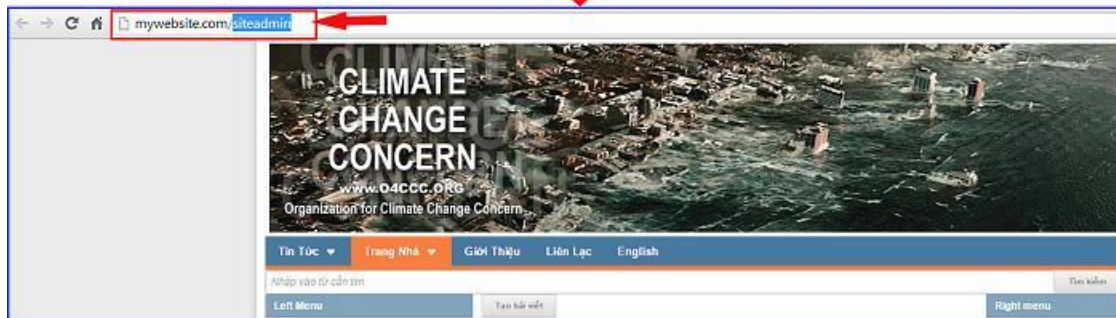 mywebsite.com/siteadmin
CLIMATE
CHANGE
CONCERN
www.O4CCC.ORG
Organization for Climate Change Concern
Tin Tức Trang Nhà Giới Thiệu Liên Lạc English
Nhập vào từ cần tìm Tìm kiếm
Left Menu Tạo bài viết Right menu